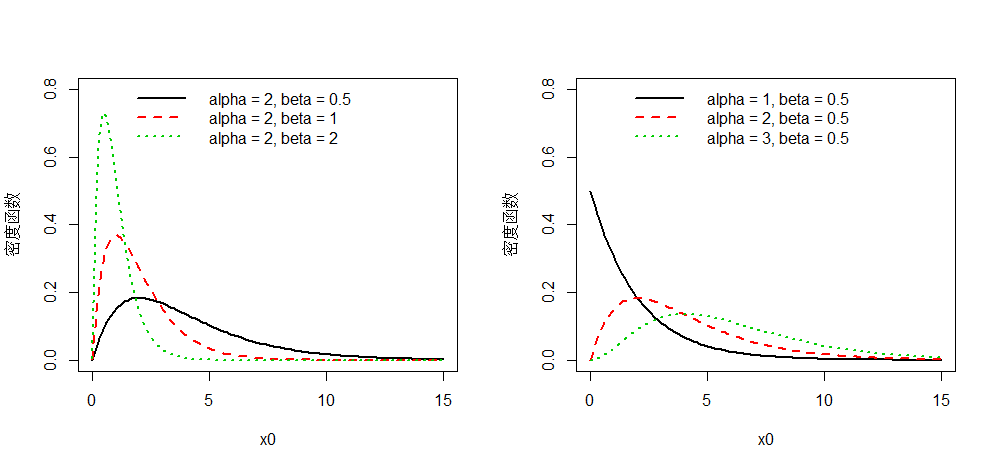 alpha = 2, beta = 0.5
alpha = 2, beta = 1
alpha = 2, beta = 2
密度函数
0.0
0.2
0.4
0.6
0.8
0
5
10
15
x0
alpha = 1, beta = 0.5
alpha = 2, beta = 0.5
alpha = 3, beta = 0.5
密度函数
0.0
0.2
0.4
0.6
0.8
0
5
10
15
x0